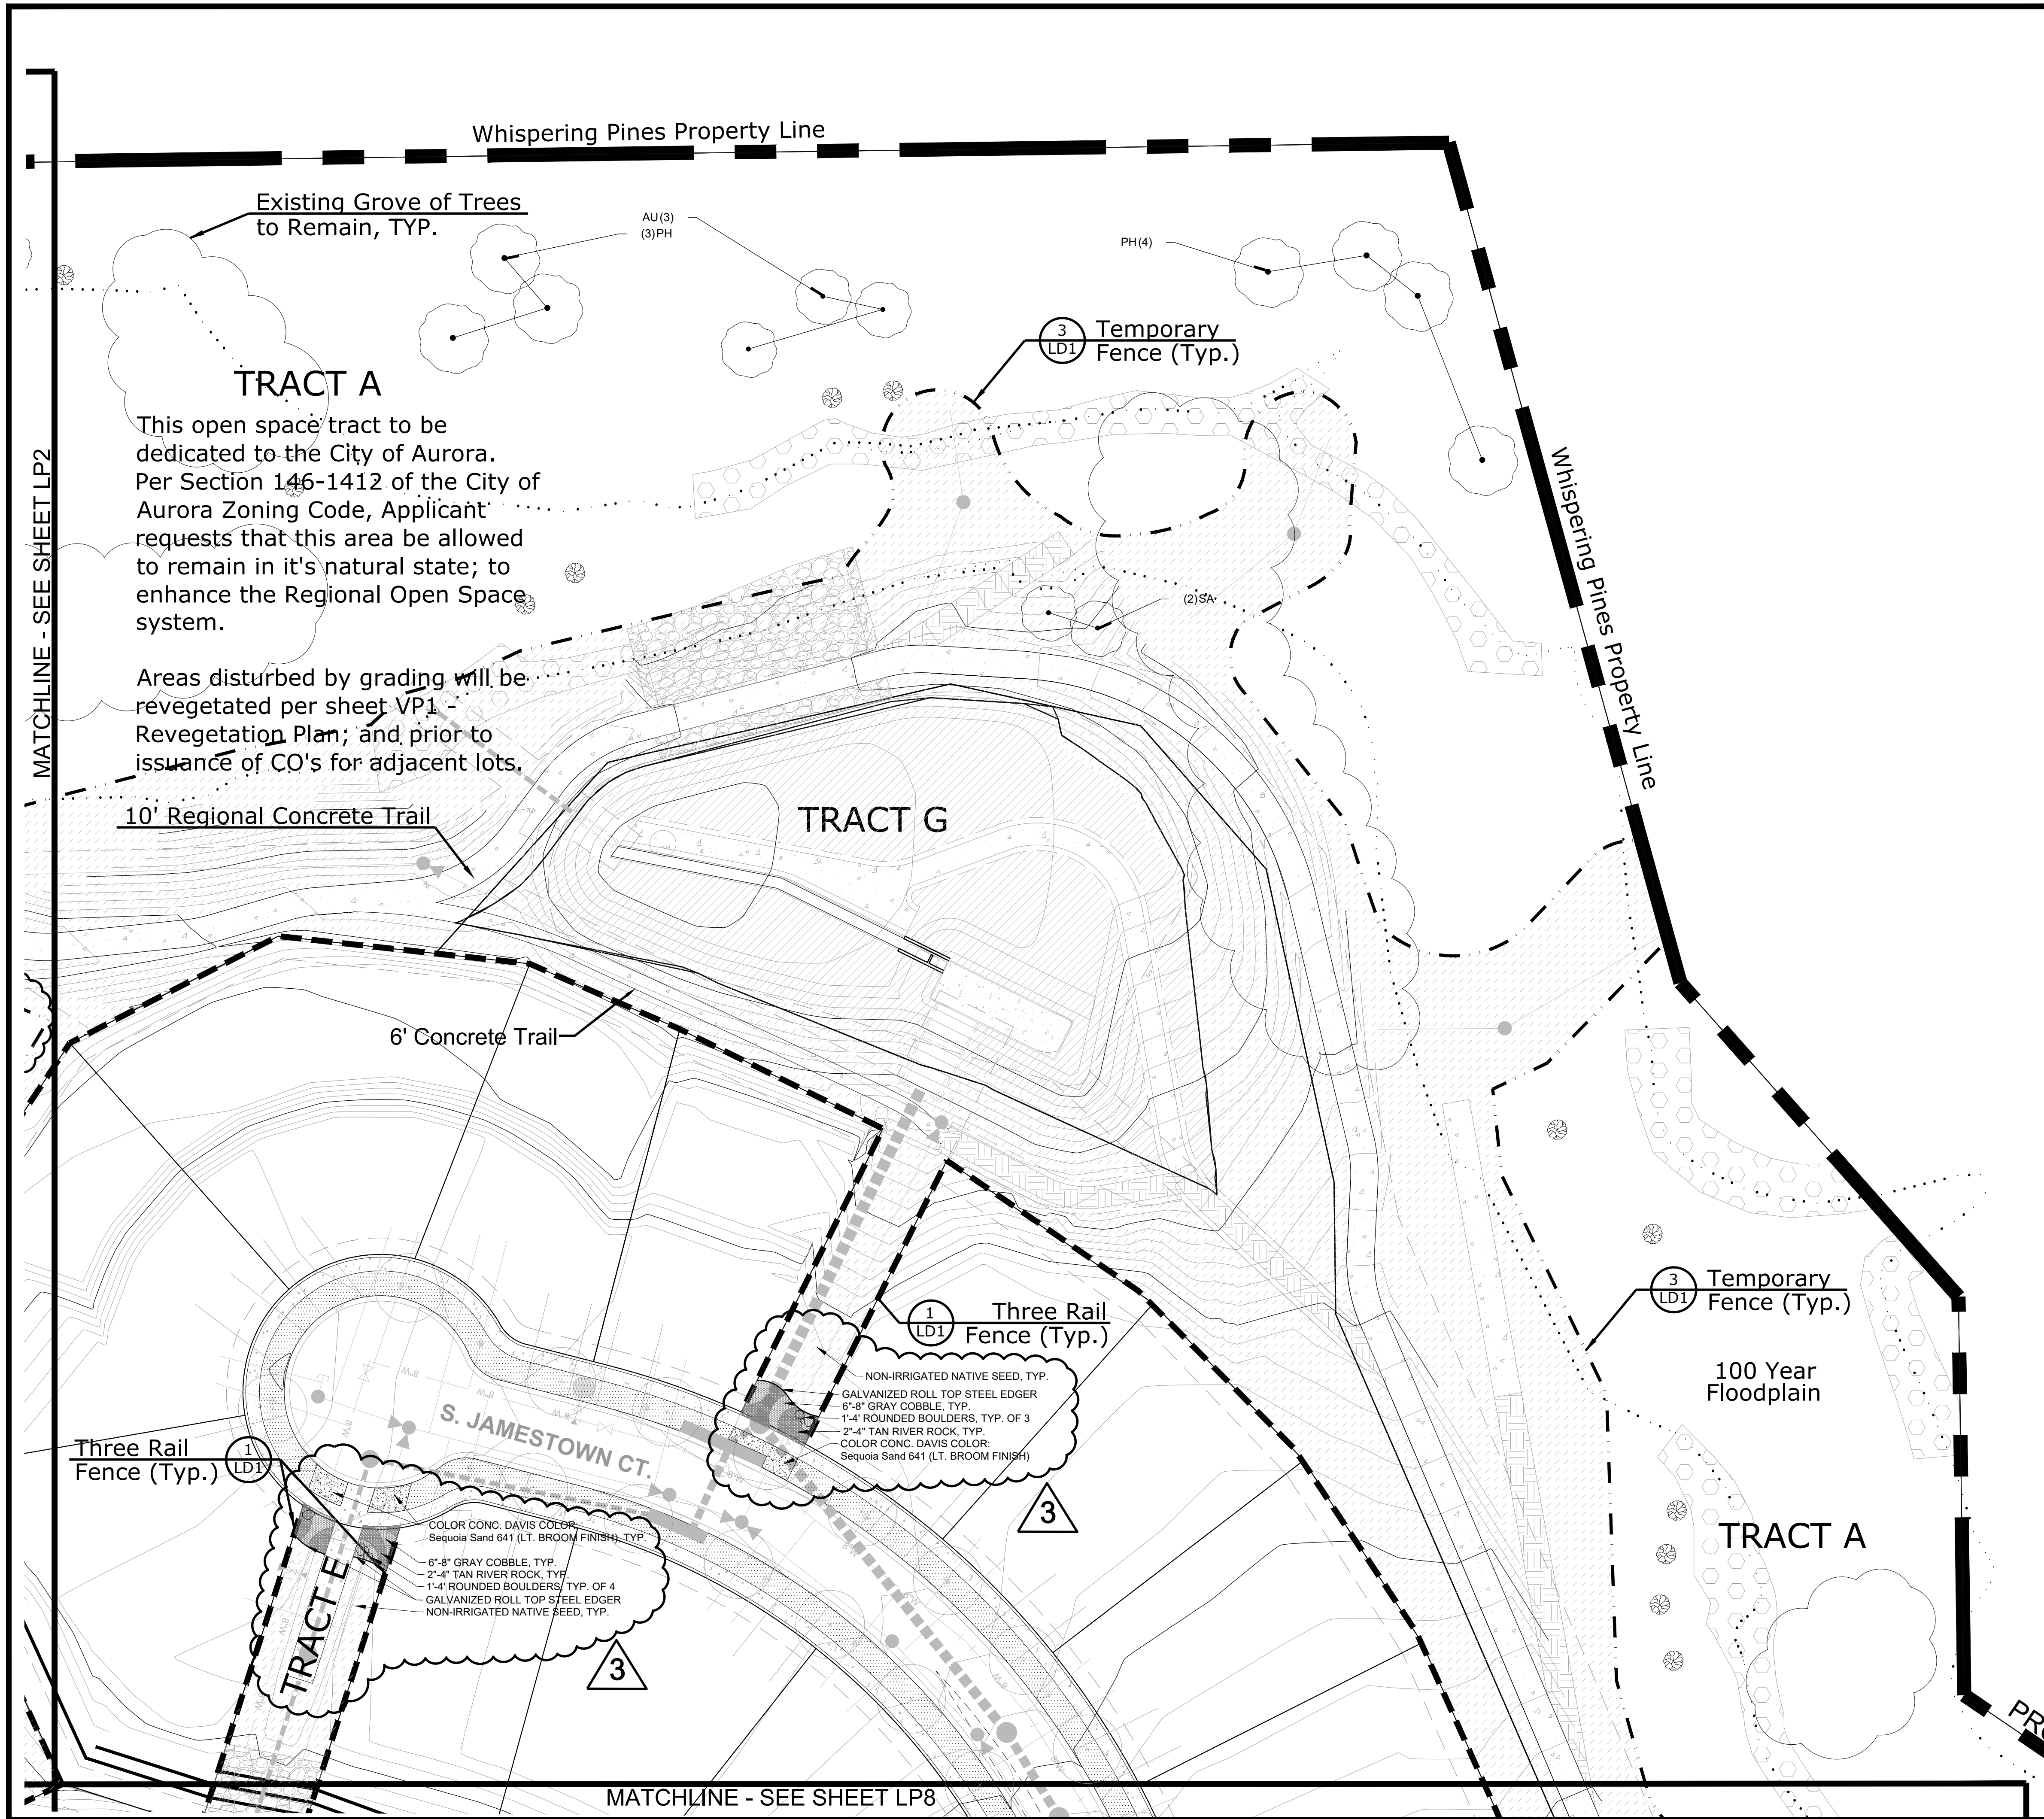 Whispering Pines Property Line
Existing Grove of Trees
to Remain, TYP.
AU(3)
(3)PH
PH(4)
3
LD1
Temporary
Fence (Typ.)
TRACT A
This open space tract to be
dedicated to the City of Aurora.
Per Section 146-1412 of the City of
Aurora Zoning Code, Applicant
requests that this area be allowed
to remain in it's natural state; to
enhance the Regional Open Space
system.
Areas disturbed by grading will be
revegetated per sheet VP1 -
Revegetation Plan; and prior to
issuance of CO's for adjacent lots.
MATCHLINE - SEE SHEET LP2
(2)SA
Whispering Pines Property Line
10' Regional Concrete Trail
TRACT G
6' Concrete Trail
1
LD1
Three Rail
Fence (Typ.)
NON-IRRIGATED NATIVE SEED, TYP.
GALVANIZED ROLL TOP STEEL EDGER
6"-8" GRAY COBBLE, TYP.
1'-4' ROUNDED BOULDERS, TYP. OF 3
2"-4" TAN RIVER ROCK, TYP.
COLOR CONC. DAVIS COLOR:
Sequoia Sand 641 (LT. BROOM FINISH)
3
3
LD1
Temporary
Fence (Typ.)
100 Year
Floodplain
TRACT A
S. JAMESTOWN CT.
8"W
8"W
8"W
8"W
Three Rail
Fence (Typ.)
1
LD1
COLOR CONC. DAVIS COLOR:
Sequoia Sand 641 (LT. BROOM FINISH), TYP.
6"-8" GRAY COBBLE, TYP.
2"-4" TAN RIVER ROCK, TYP.
1'-4' ROUNDED BOULDERS, TYP. OF 4
GALVANIZED ROLL TOP STEEL EDGER
NON-IRRIGATED NATIVE SEED, TYP.
3
TRACT E
8"W
8"W
8"W
8"W
8"W
MATCHLINE - SEE SHEET LP8